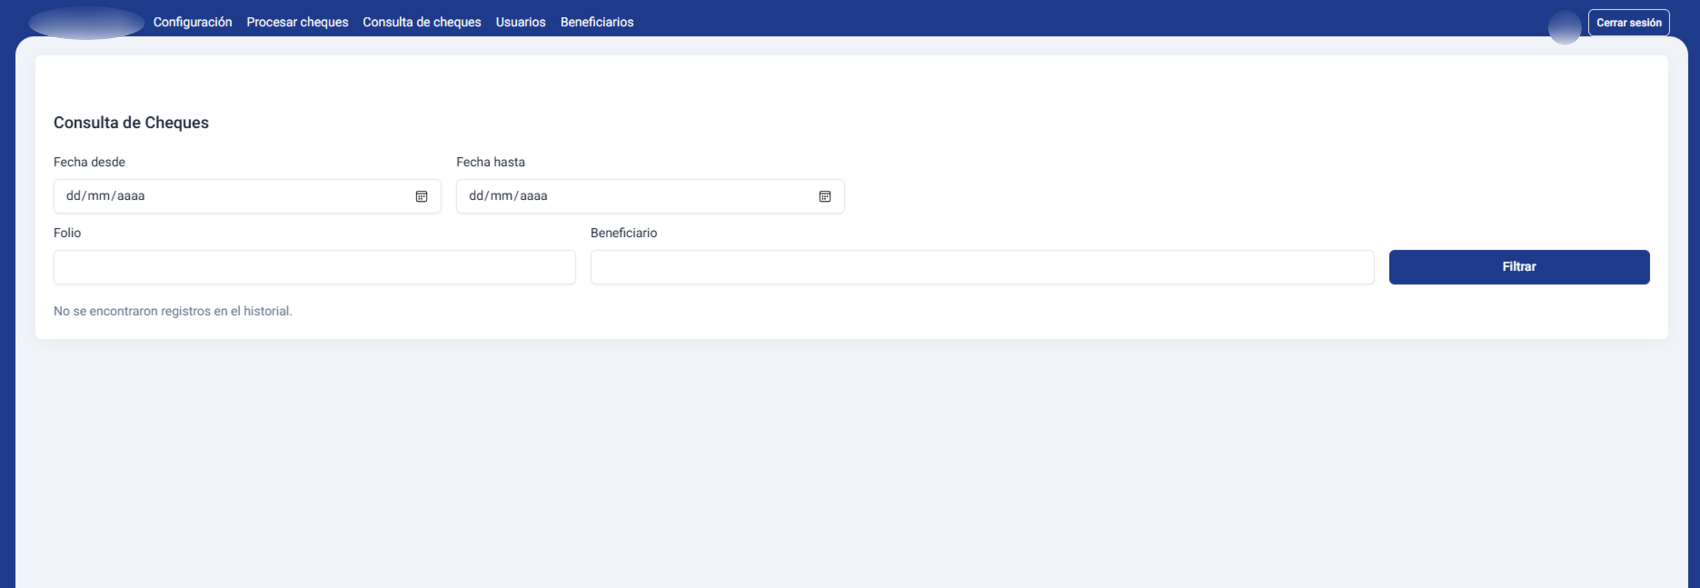 Configuración Procesar cheques Consulta de cheques Usuarios Beneficiarios Cerrar sesión
Consulta de Cheques
Fecha desde Fecha hasta
dd/mm/aaaa dd/mm/aaaa
Folio Beneficiario
Filtrar
No se encontraron registros en el historial.